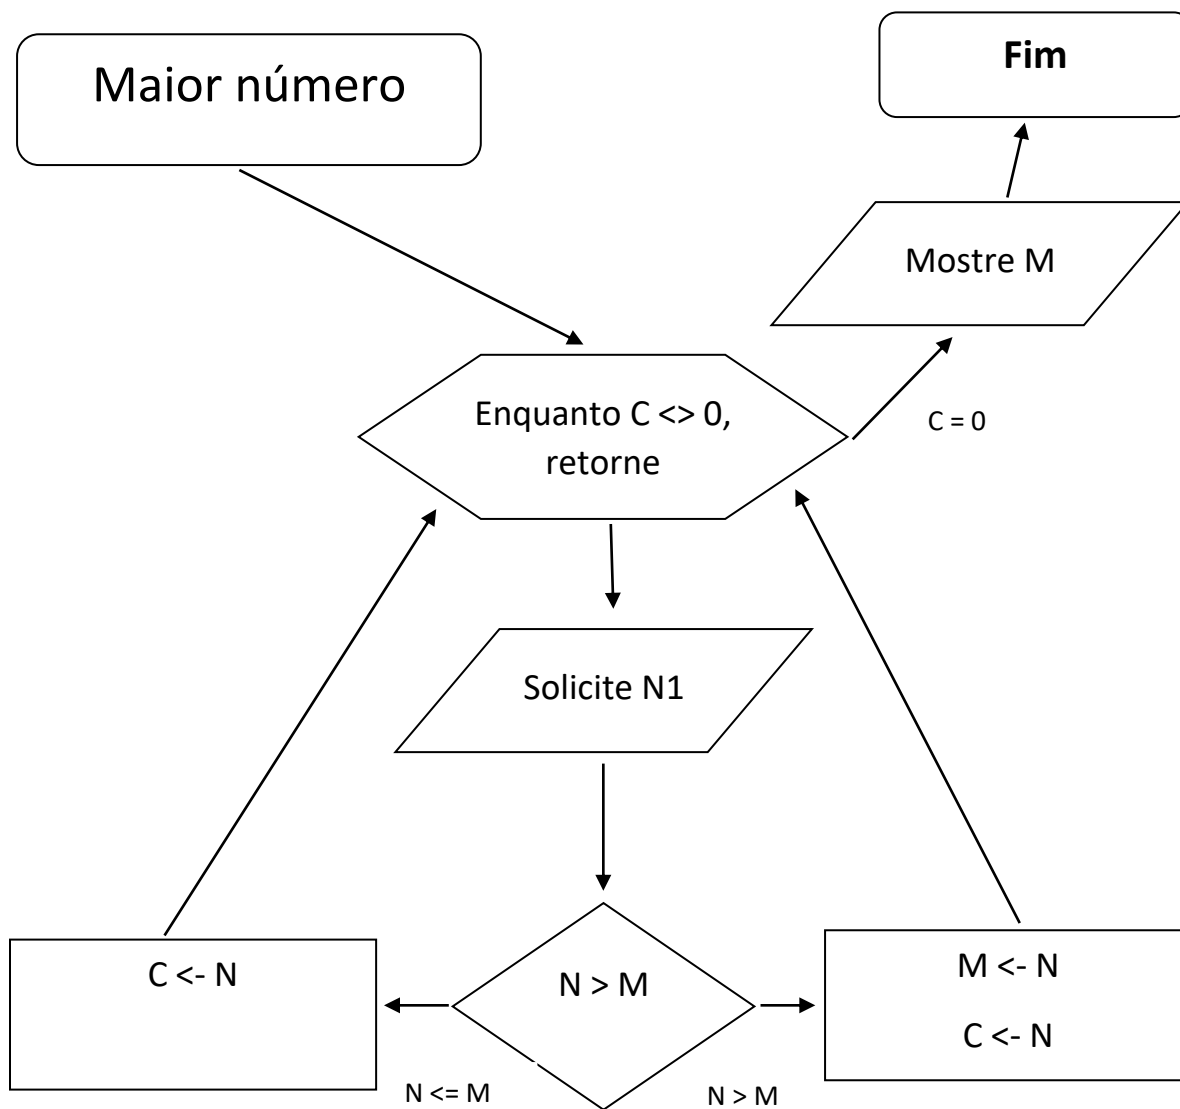 Maior número
Fim
Mostre M
Enquanto C <> 0,
retorne
C = 0
Solicite N1
C <- N
N > M
M <- N
C <- N
N <= M
N > M